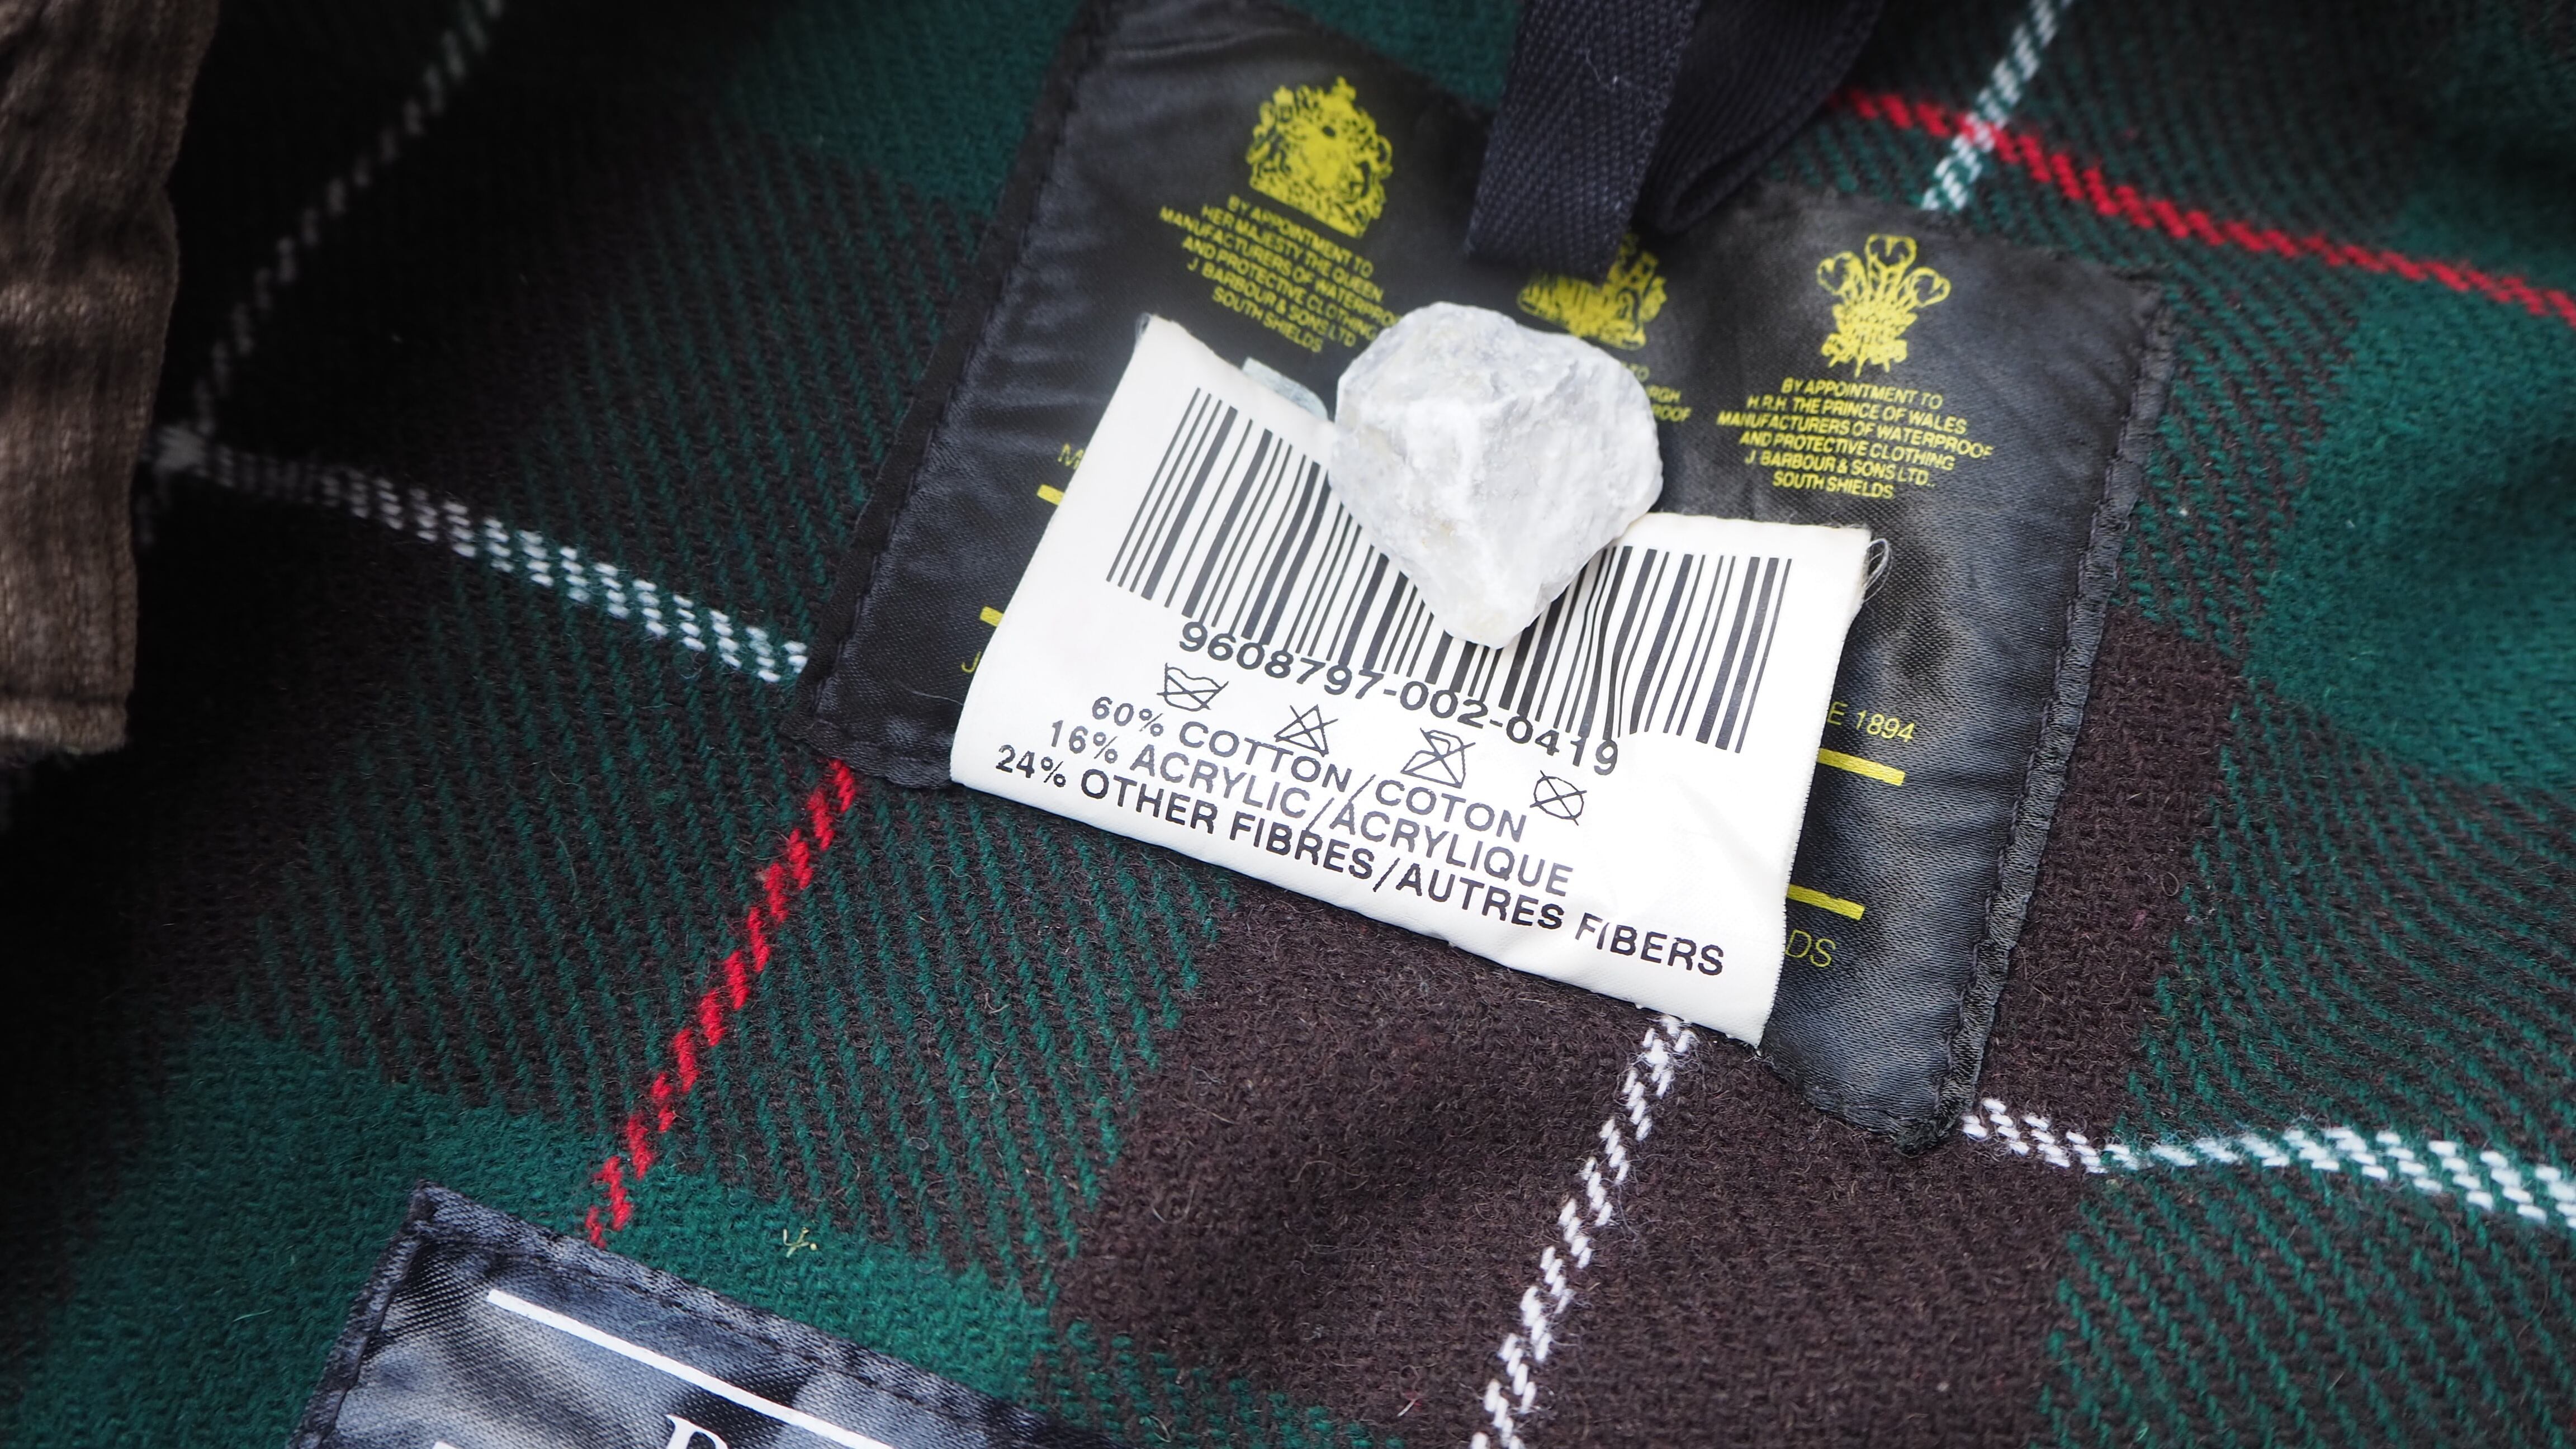 BY APPOINTMENT TO
HER MAJESTY THE QUEEN
MANUFACTURERS OF WATERPROOF
AND PROTECTIVE CLOTHING
J BARBOUR & SONS LTD
SOUTH SHIELDS
BY APPOINTMENT TO
H.R.H. THE PRINCE OF WALES
MANUFACTURERS OF WATERPROOF
AND PROTECTIVE CLOTHING
J. BARBOUR & SONS LTD.
SOUTH SHIELDS
1894
9608797-002-0419
60% COTTON/COTON
16% ACRYLIC/ACRYLIQUE
24% OTHER FIBRES/AUTRES FIBERS